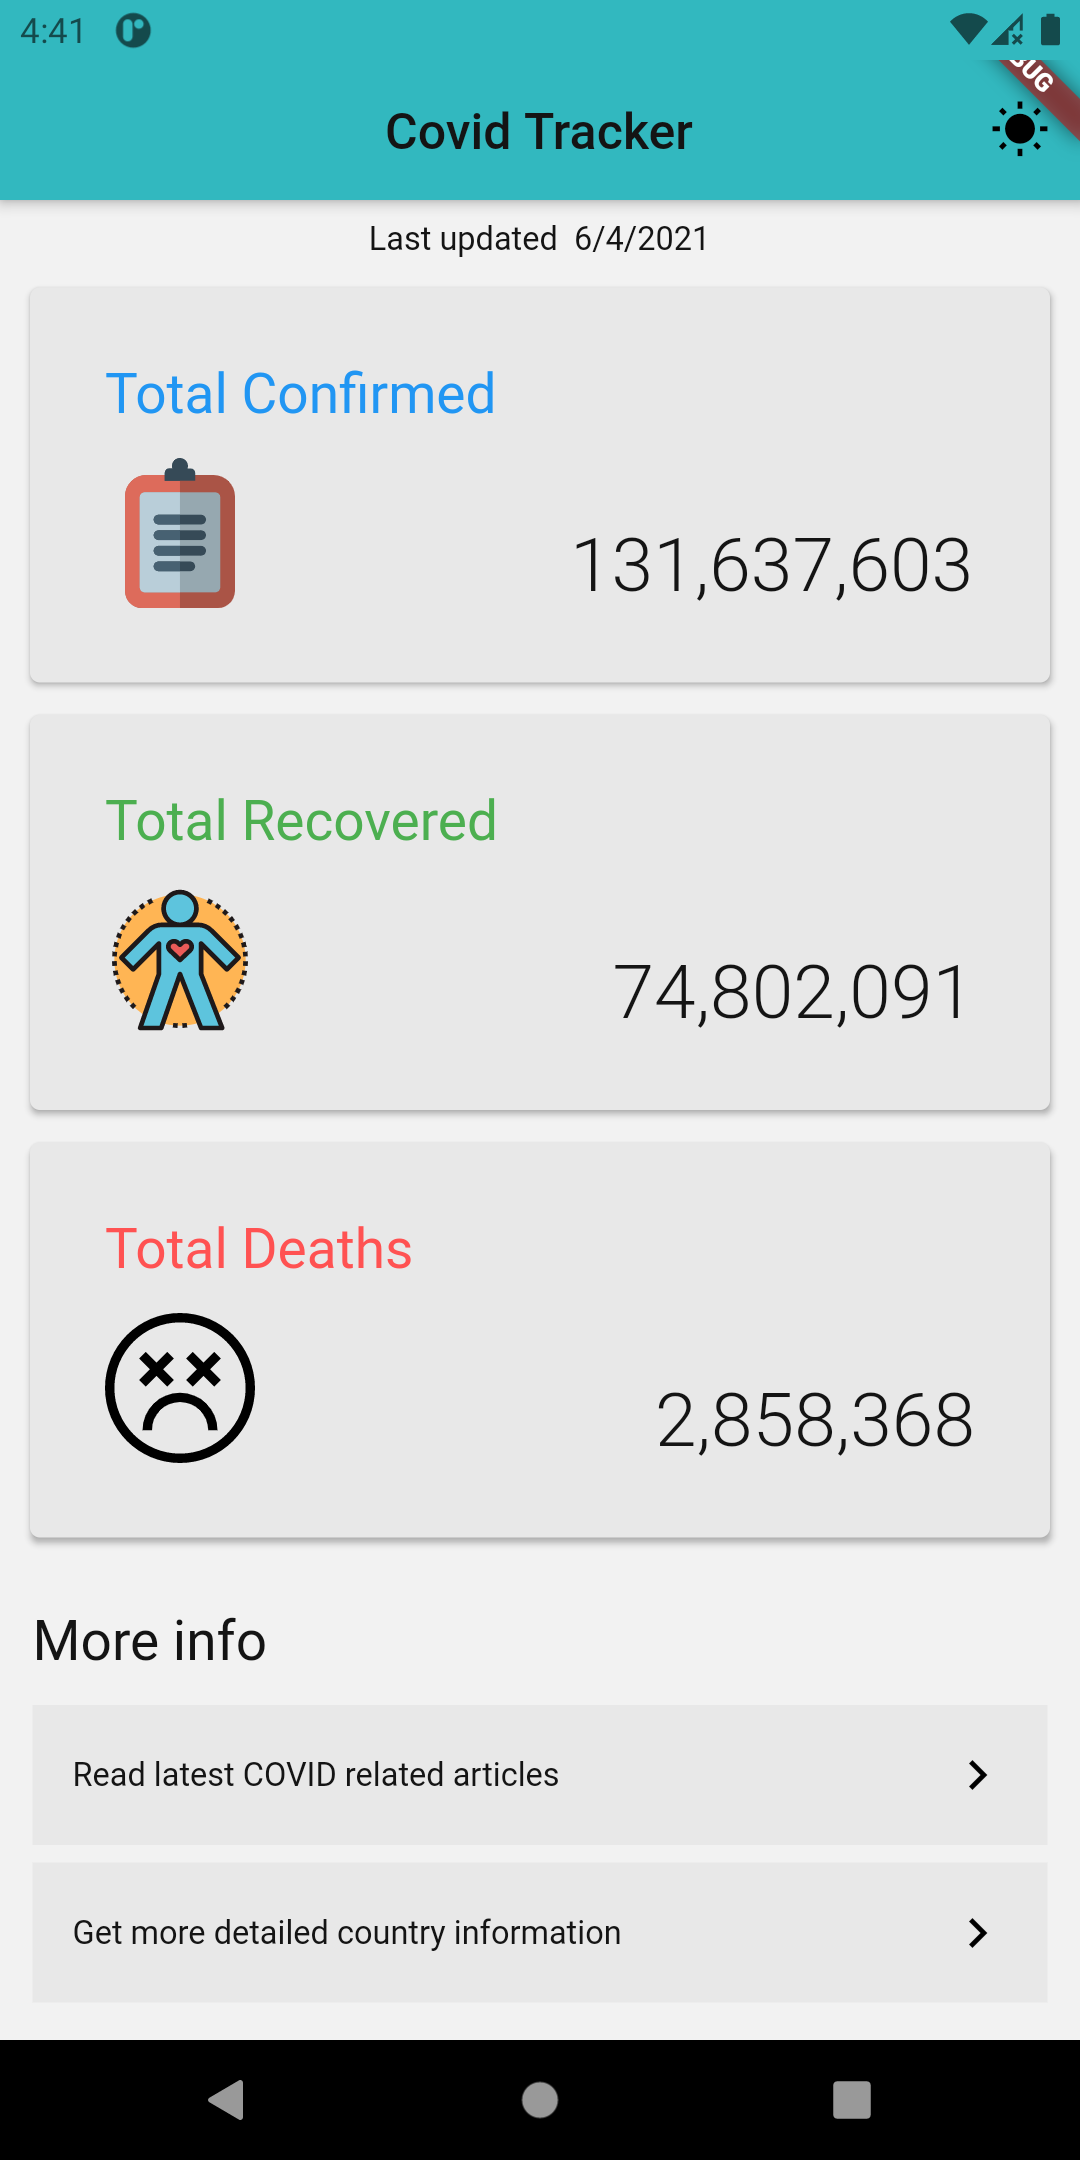 4:41
Covid Tracker
Last updated 6/4/2021
Total Confirmed
131,637,603
Total Recovered
74,802,091
Total Deaths
2,858,368
More info
Read latest COVID related articles
Get more detailed country information